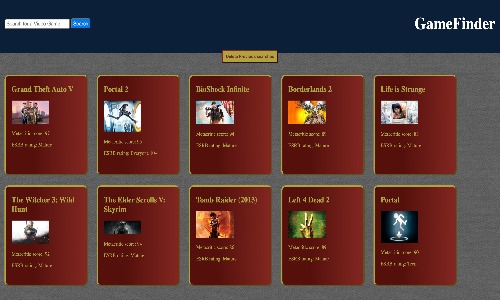 Search for a Video Game
Search
GameFinder
Delete Previous searches
Grand Theft Auto V
Metacritic score: 97
ESRB rating: Mature
Portal 2
Metacritic score: 95
ESRB rating: Everyone 10+
BioShock Infinite
Metacritic score: 94
ESRB rating: Mature
Borderlands 2
Metacritic score: 89
ESRB rating: Mature
Life is Strange
Metacritic score: 83
ESRB rating: Mature
The Witcher 3: Wild
Hunt
Metacritic score: 92
ESRB rating: Mature
The Elder Scrolls V:
Skyrim
Metacritic score: 94
ESRB rating: Mature
Tomb Raider (2013)
Metacritic score: 86
ESRB rating: Mature
Left 4 Dead 2
Metacritic score: 89
ESRB rating: Mature
Portal
Metacritic score: 90
ESRB rating: Teen